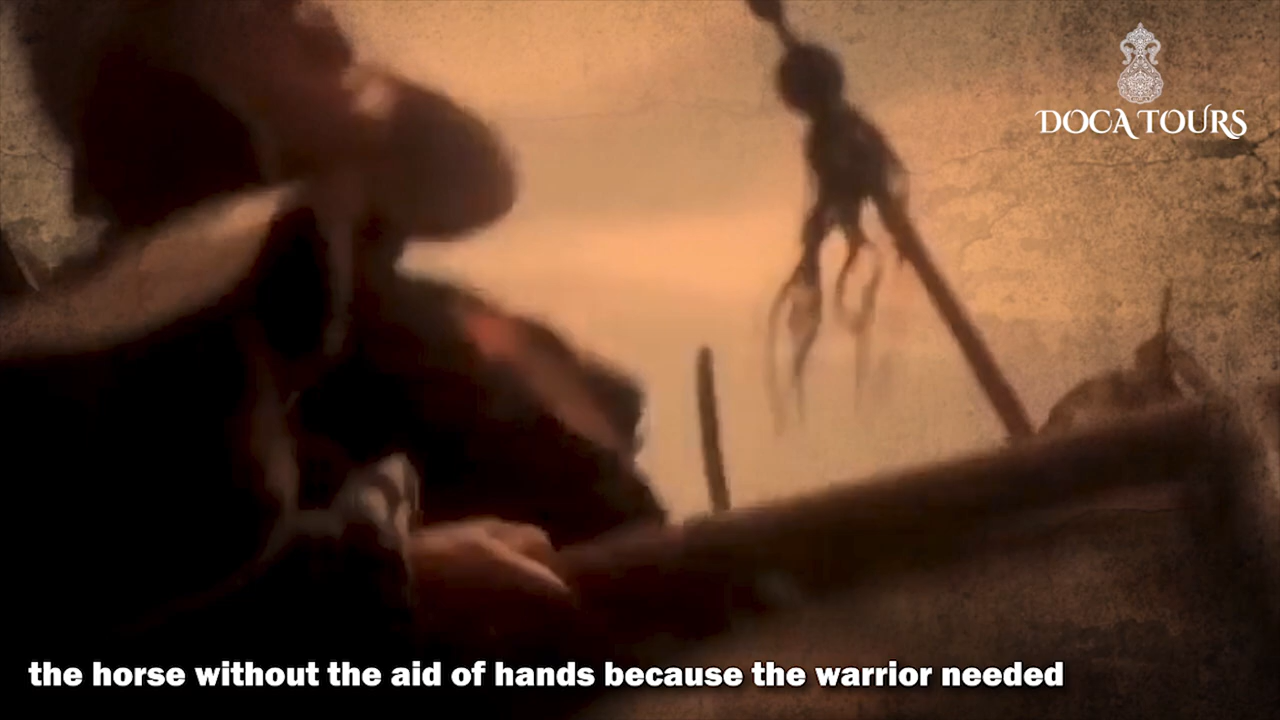 DOCA TOURS
the horse without the aid of hands because the warrior needed